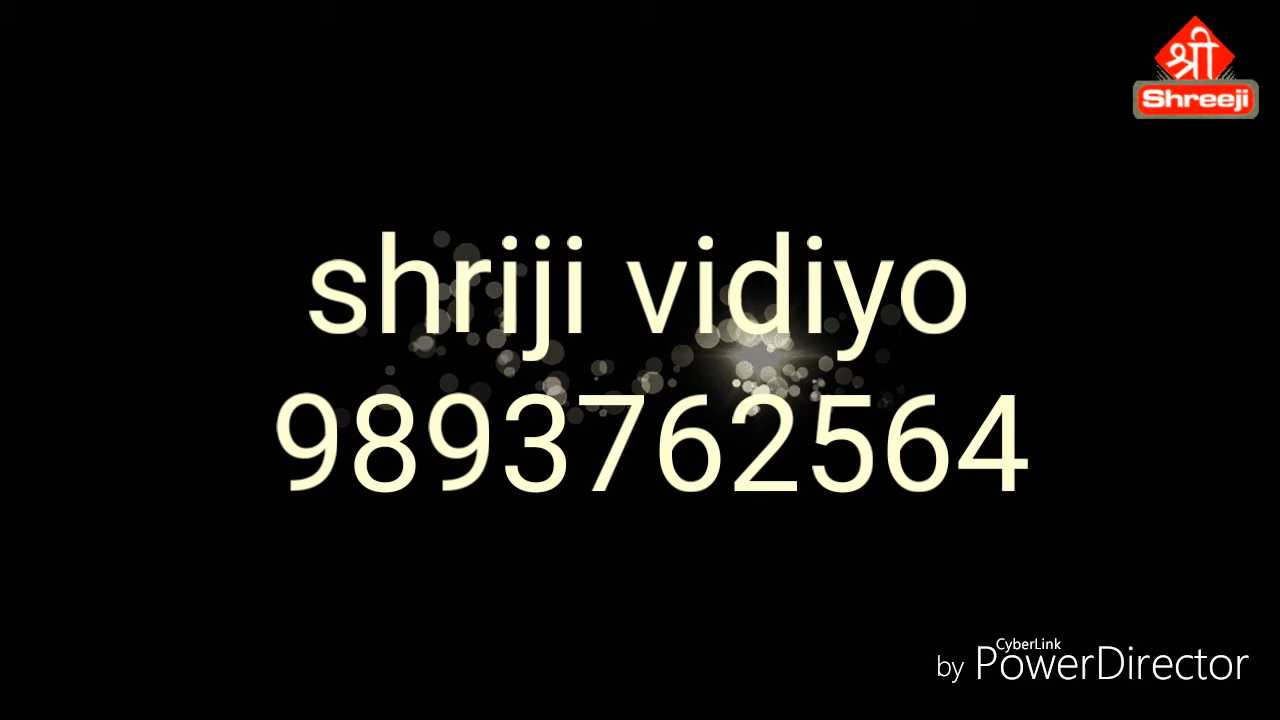 श्री
Shreeji
shriji vidiyo
9893762564
CyberLink
by PowerDirector